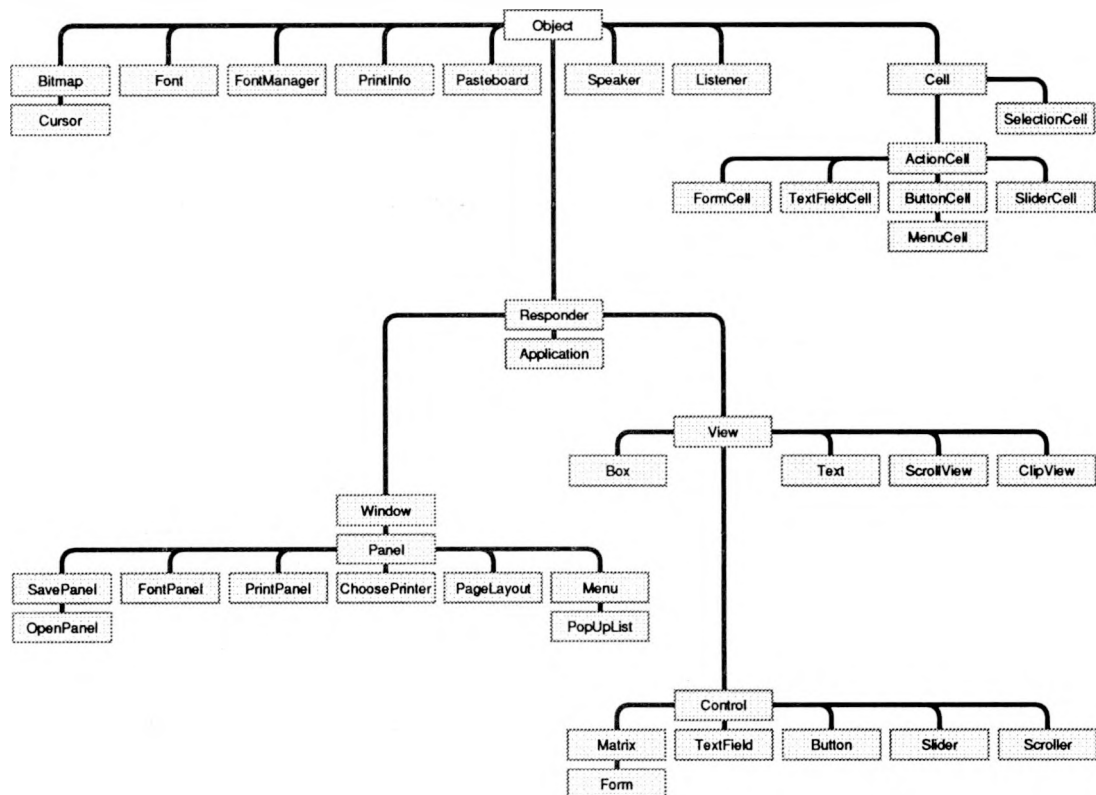 Object
Bitmap Font FontManager PrintInfo Pasteboard Speaker Listener Cell
Cursor SelectionCell
ActionCell
FormCell TextFieldCell ButtonCell SliderCell
MenuCell
Responder
Application
View
Box Text ScrollView ClipView
Window
Panel
SavePanel FontPanel PrintPanel ChoosePrinter PageLayout Menu
OpenPanel PopUpList
Control
Matrix TextField Button Slider Scroller
Form